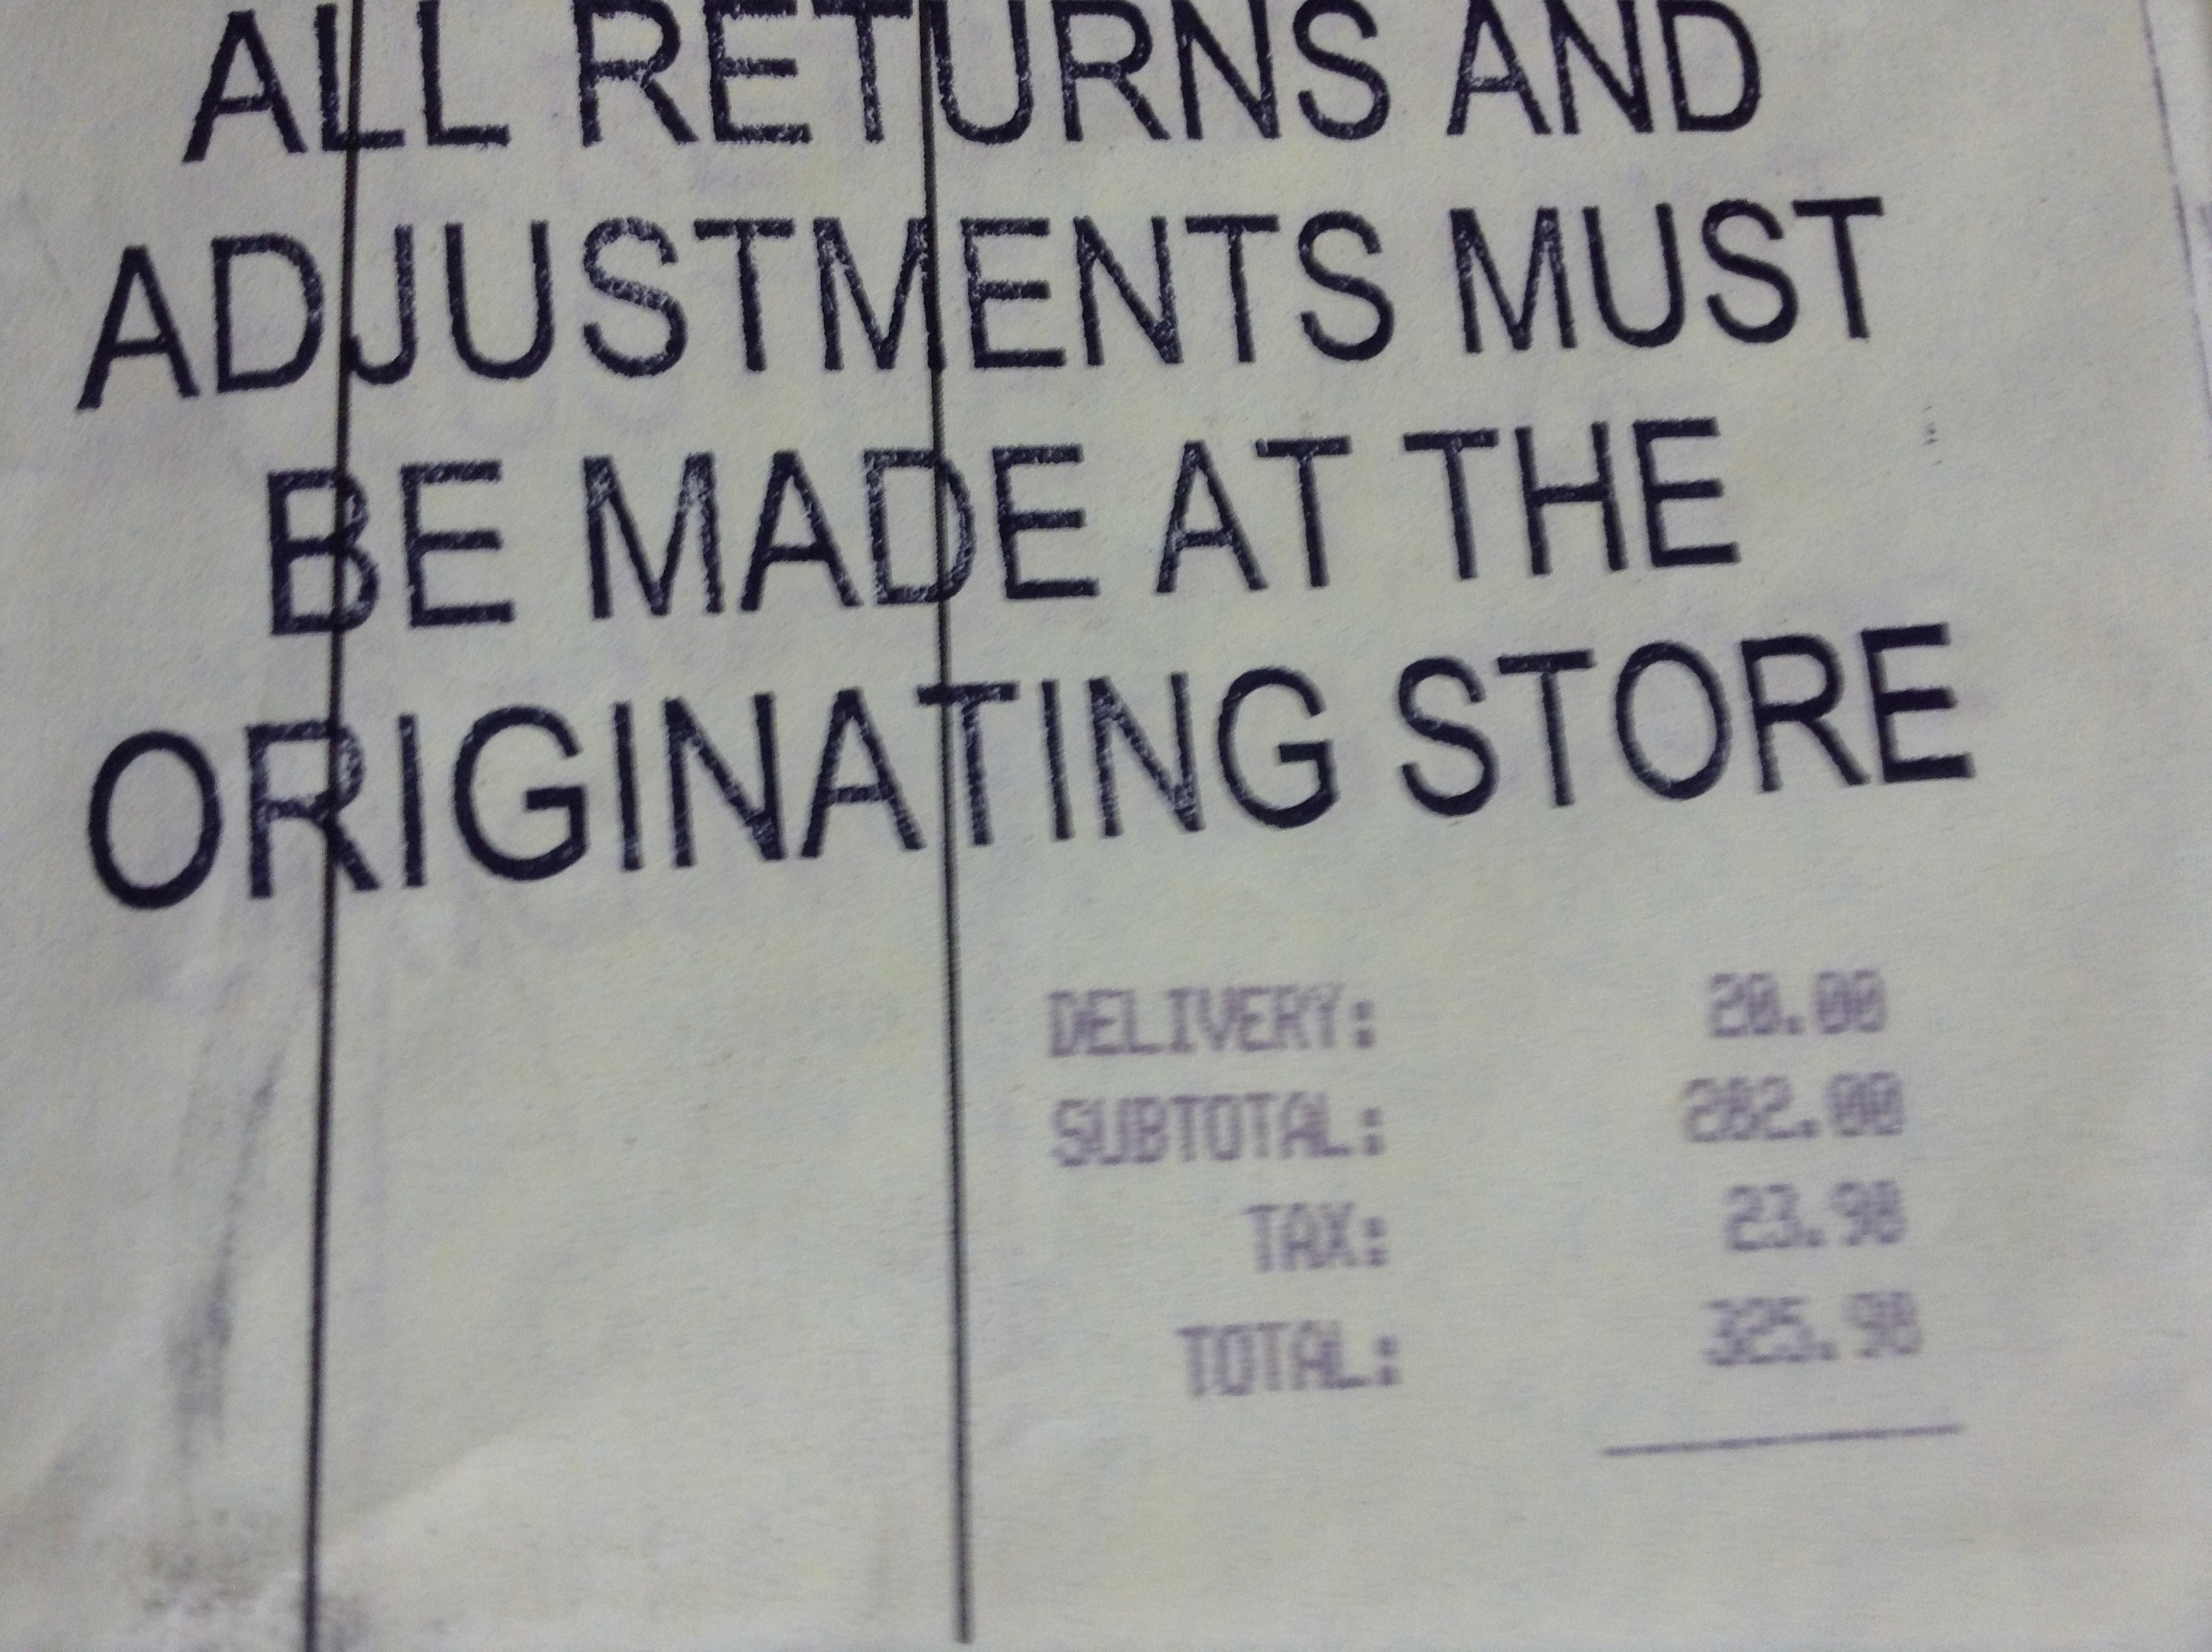 ALL RETURNS AND
ADJUSTMENTS MUST
BE MADE AT THE
ORIGINATING STORE
DELIVERY: 20.00
SUBTOTAL: 282.00
TAX: 23.98
TOTAL: 325.98